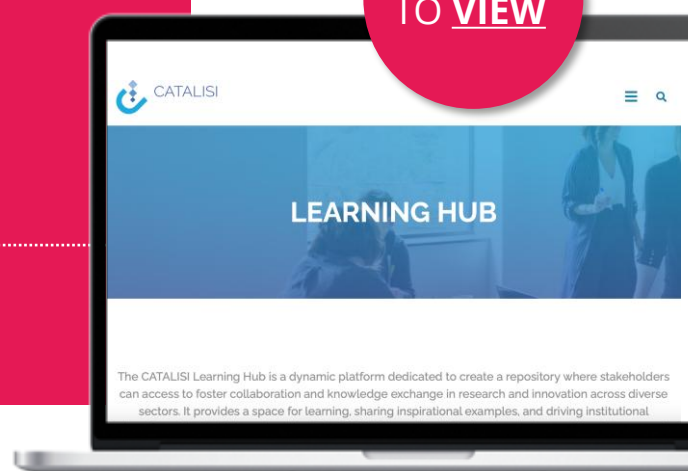 TO VIEW
CATALISI
LEARNING HUB
The CATALISI Learning Hub is a dynamic platform dedicated to create a repository where stakeholders
can access to foster collaboration and knowledge exchange in research and innovation across diverse
sectors. It provides a space for learning, sharing inspirational examples, and driving institutional